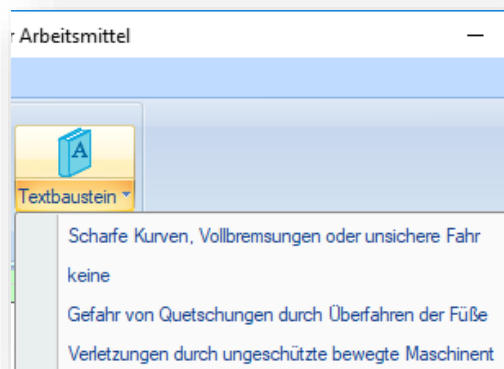 r Arbeitsmittel
A
Textbaustein
Scharfe Kurven, Vollbremsungen oder unsichere Fahr
keine
Gefahr von Quetschungen durch Überfahren der Füße
Verletzungen durch ungeschützte bewegte Maschinent